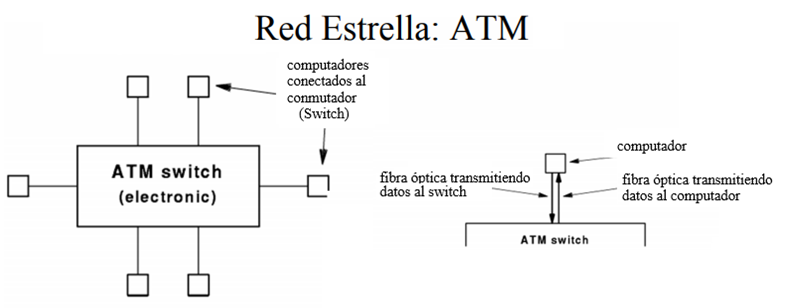 Red Estrella: ATM
computadores
conectados al
conmutador
(Switch)
ATM switch
(electronic)
computador
fibra óptica transmitiendo
datos al switch
fibra óptica transmitiendo
datos al computador
ATM switch